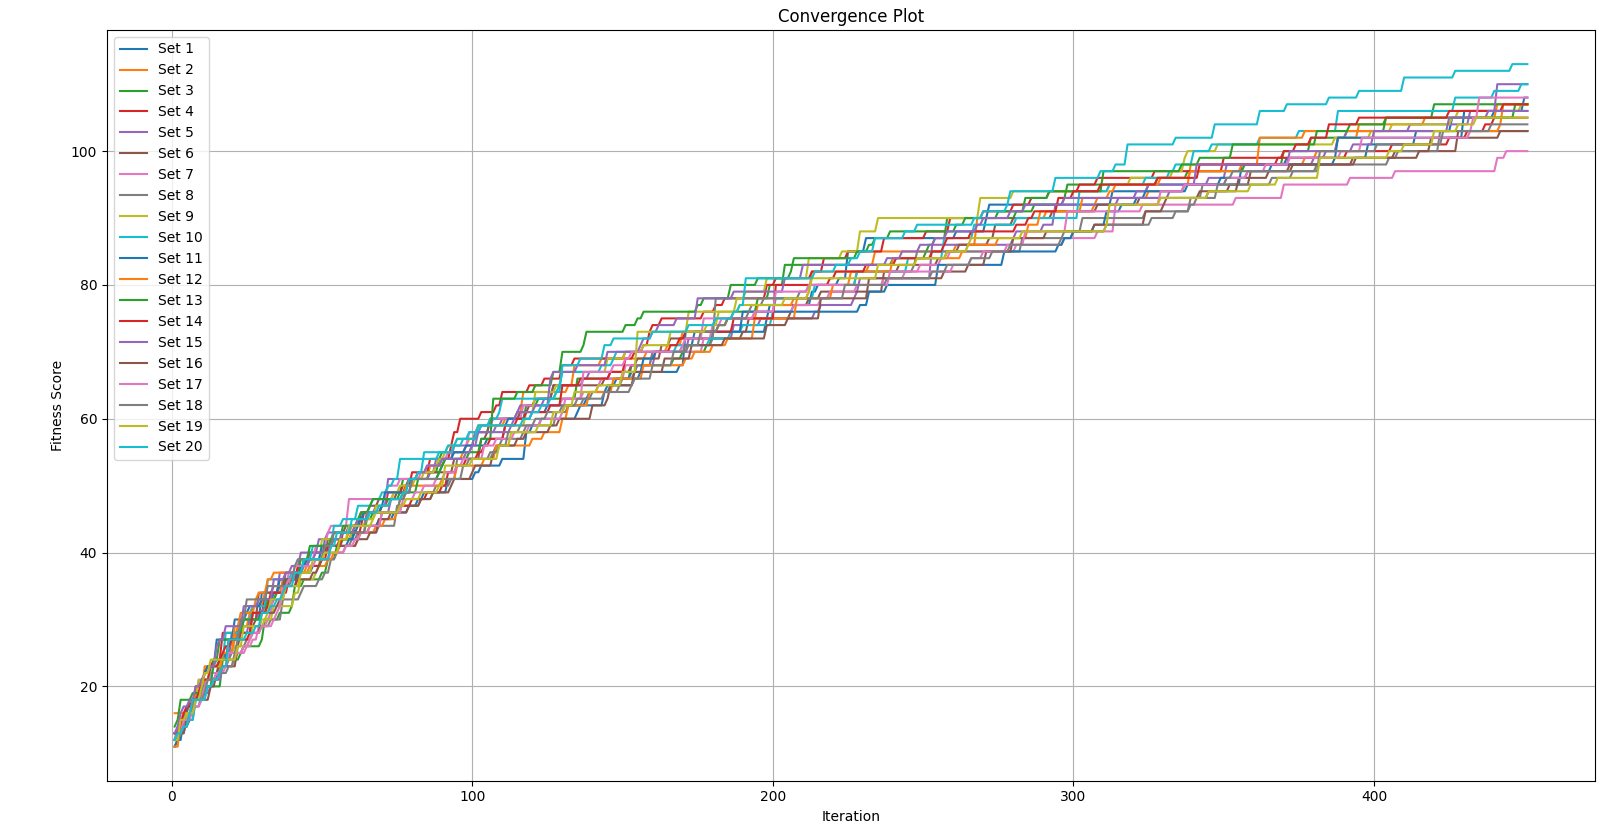 Convergence Plot
Set 1
Set 2
Set 3
Set 4
Set 5
Set 6
Set 7
Set 8
Set 9
Set 10
Set 11
Set 12
Set 13
Set 14
Set 15
Set 16
Set 17
Set 18
Set 19
Set 20
Fitness Score
100
80
60
40
20
0 100 200 300 400
Iteration